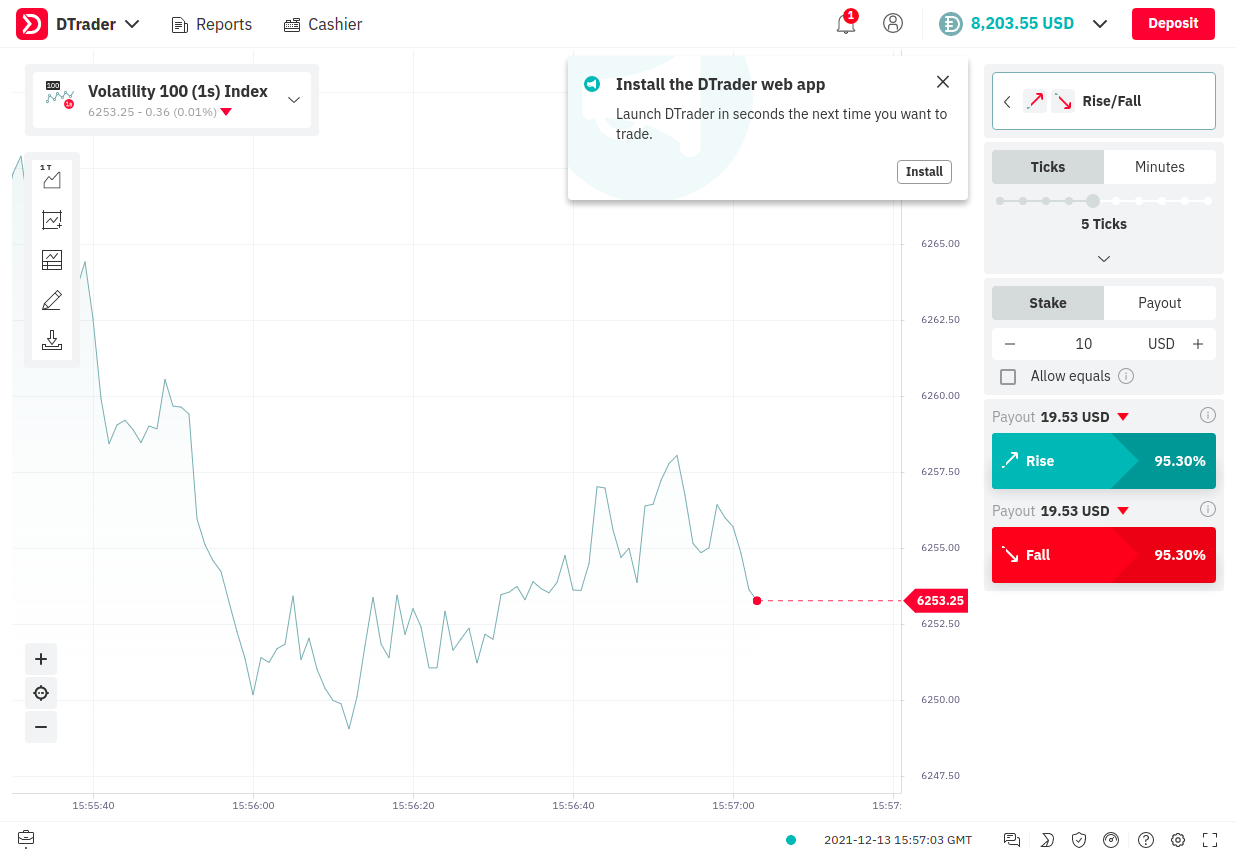 DTrader
Reports
Cashier
1
8,203.55 USD
Deposit
100
1s
Volatility 100 (1s) Index
6253.25 - 0.36 (0.01%)
Install the DTrader web app
Launch DTrader in seconds the next time you want to
trade.
Install
Rise/Fall
1 T
Ticks
Minutes
5 Ticks
Stake
Payout
10
USD
Allow equals
Payout 19.53 USD
Rise
95.30%
Payout 19.53 USD
Fall
95.30%
6265.00
6262.50
6260.00
6257.50
6255.00
6253.25
6252.50
6250.00
6247.50
15:55:40
15:56:00
15:56:20
15:56:40
15:57:00
15:57:
2021-12-13 15:57:03 GMT